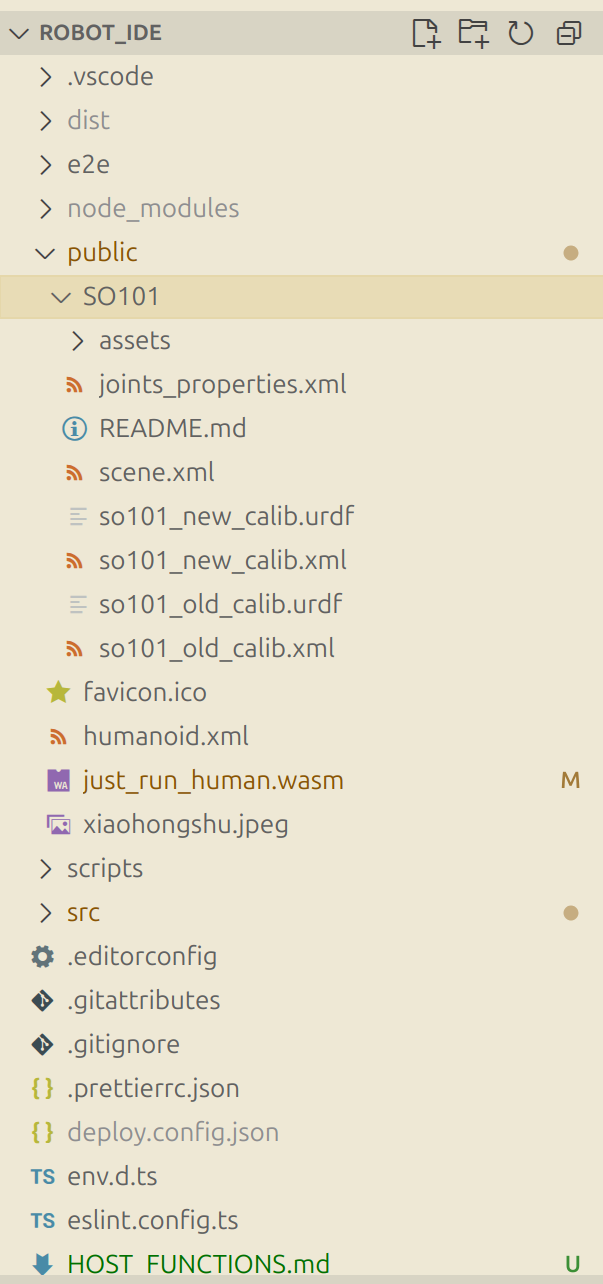 ROBOT_IDE
.vscode
dist
e2e
node_modules
public
SO101
assets
joints_properties.xml
README.md
scene.xml
so101_new_calib.urdf
so101_new_calib.xml
so101_old_calib.urdf
so101_old_calib.xml
favicon.ico
humanoid.xml
WA just_run_human.wasm M
xiaohongshu.jpeg
scripts
src
.editorconfig
.gitattributes
.gitignore
{ } .prettierrc.json
{ } deploy.config.json
TS env.d.ts
TS eslint.config.ts
HOST_FUNCTIONS.md U